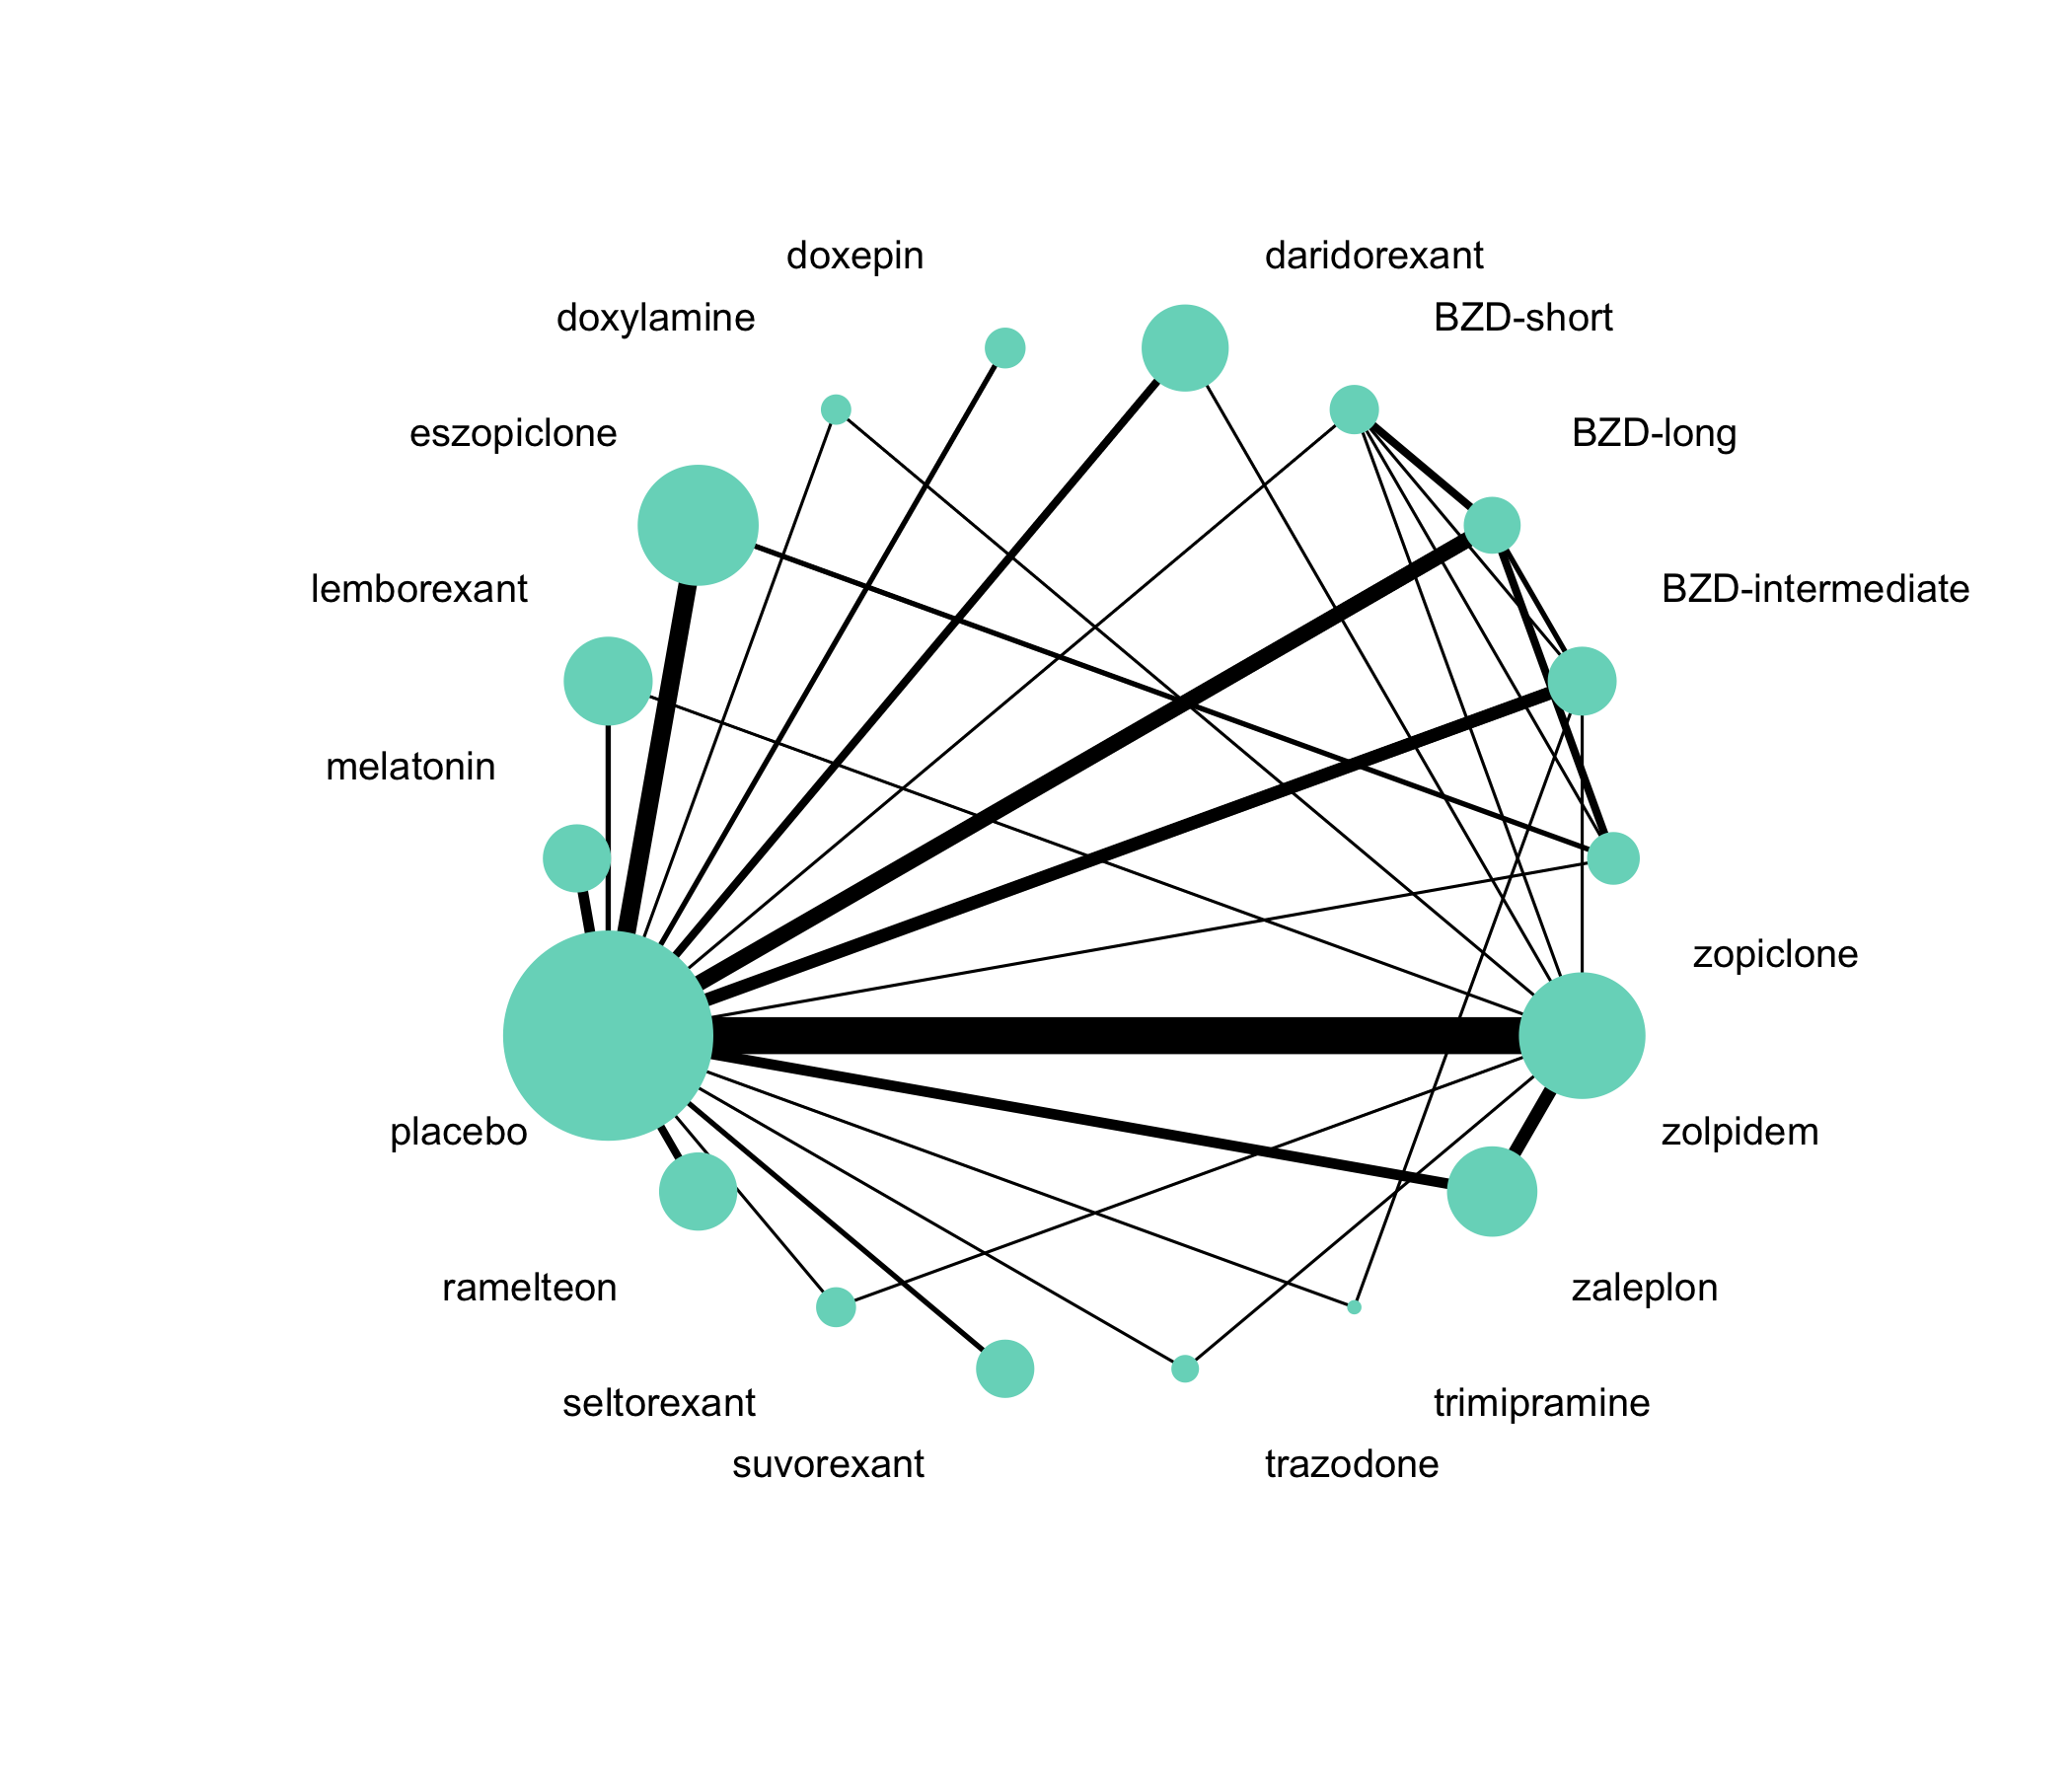 doxepin
daridorexant
doxylamine
BZD-short
eszopiclone
BZD-long
lemborexant
BZD-intermediate
melatonin
zopiclone
placebo
zolpidem
ramelteon
zaleplon
seltorexant
trimipramine
suvorexant
trazodone